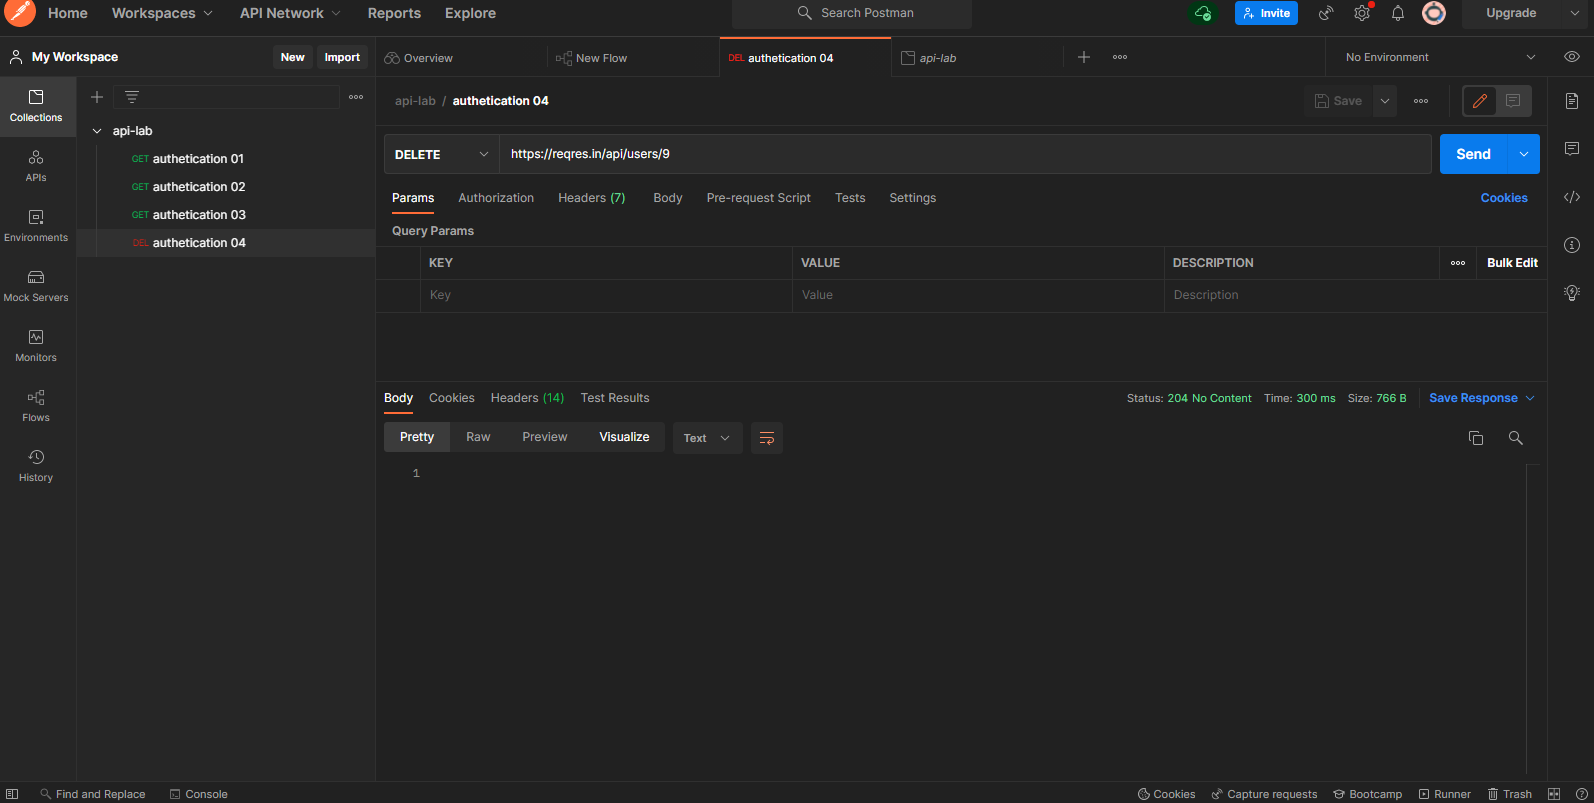 Home Workspaces API Network Reports Explore Search Postman Invite Upgrade
My Workspace New Import Overview New Flow DEL authetication 04 api-lab No Environment
Collections
APIs
Environments
Mock Servers
Monitors
Flows
History
api-lab
GET authetication 01
GET authetication 02
GET authetication 03
DEL authetication 04
api-lab / authetication 04 Save
DELETE https://reqres.in/api/users/9 Send
Params Authorization Headers (7) Body Pre-request Script Tests Settings Cookies
Query Params
KEY VALUE DESCRIPTION Bulk Edit
Key Value Description
Body Cookies Headers (14) Test Results Status: 204 No Content Time: 300 ms Size: 766 B Save Response
Pretty Raw Preview Visualize Text
1
Find and Replace Console Cookies Capture requests Bootcamp Runner Trash